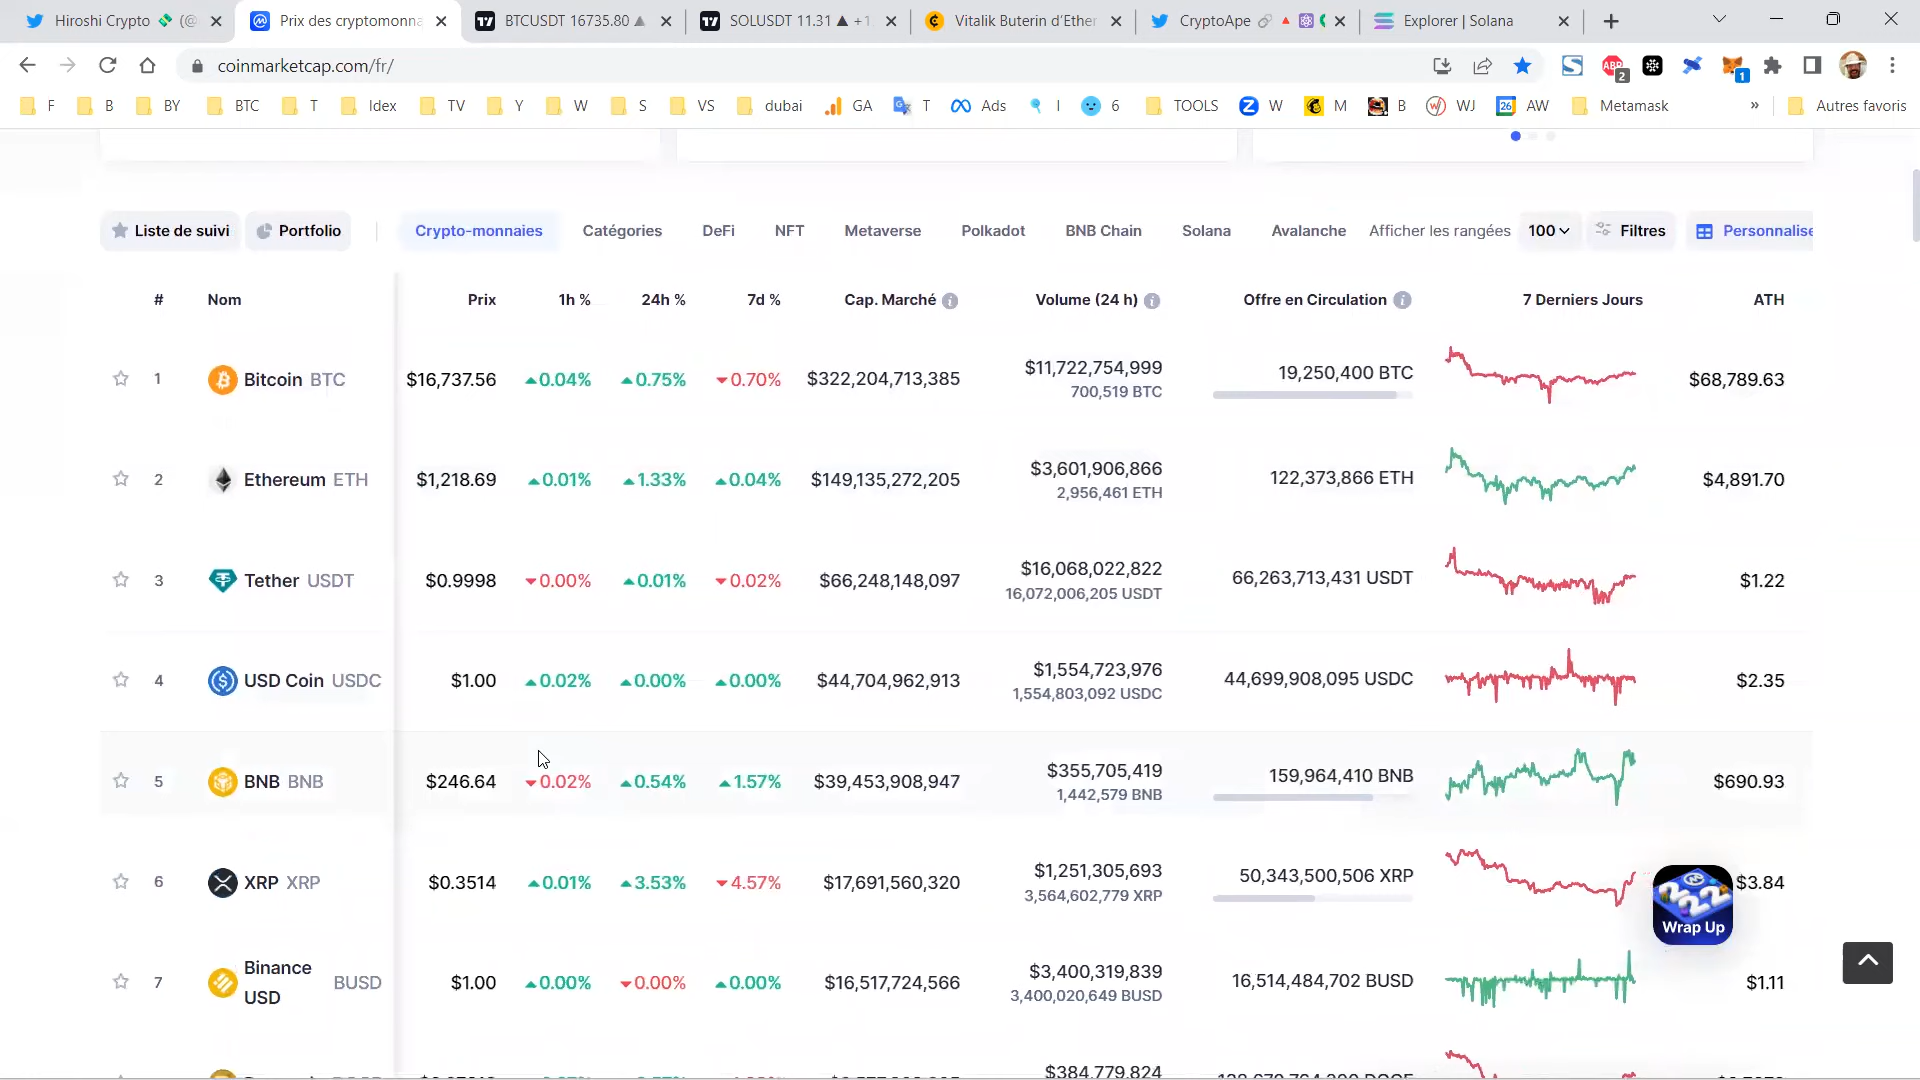 Hiroshi Crypto 💸 (@
Prix des cryptomonna
BTCUSDT 16735.80 ▲
SOLUSDT 11.31 ▲ +1
Vitalik Buterin d'Ether
CryptoApe
Explorer | Solana
coinmarketcap.com/fr/
ABP 2
1
F B BY BTC T Idex TV Y W S VS dubai GA T Ads I 6 TOOLS W M B WJ 26 AW Metamask » Autres favoris
Liste de suivi Portfolio Crypto-monnaies Catégories DeFi NFT Metaverse Polkadot BNB Chain Solana Avalanche Afficher les rangées 100 Filtres Personnalise
# Nom Prix 1h % 24h % 7d % Cap. Marché Volume (24 h) Offre en Circulation 7 Derniers Jours ATH
1 Bitcoin BTC $16,737.56 0.04% 0.75% 0.70% $322,204,713,385 $11,722,754,999 19,250,400 BTC $68,789.63
700,519 BTC
2 Ethereum ETH $1,218.69 0.01% 1.33% 0.04% $149,135,272,205 $3,601,906,866 122,373,866 ETH $4,891.70
2,956,461 ETH
3 Tether USDT $0.9998 0.00% 0.01% 0.02% $66,248,148,097 $16,068,022,822 66,263,713,431 USDT $1.22
16,072,006,205 USDT
4 USD Coin USDC $1.00 0.02% 0.00% 0.00% $44,704,962,913 $1,554,723,976 44,699,908,095 USDC $2.35
1,554,803,092 USDC
5 BNB BNB $246.64 0.02% 0.54% 1.57% $39,453,908,947 $355,705,419 159,964,410 BNB $690.93
1,442,579 BNB
6 XRP XRP $0.3514 0.01% 3.53% 4.57% $17,691,560,320 $1,251,305,693 50,343,500,506 XRP $3.84
3,564,602,779 XRP
Wrap Up
7 Binance USD BUSD $1.00 0.00% 0.00% 0.00% $16,517,724,566 $3,400,319,839 16,514,484,702 BUSD $1.11
3,400,020,649 BUSD
$384,779,824